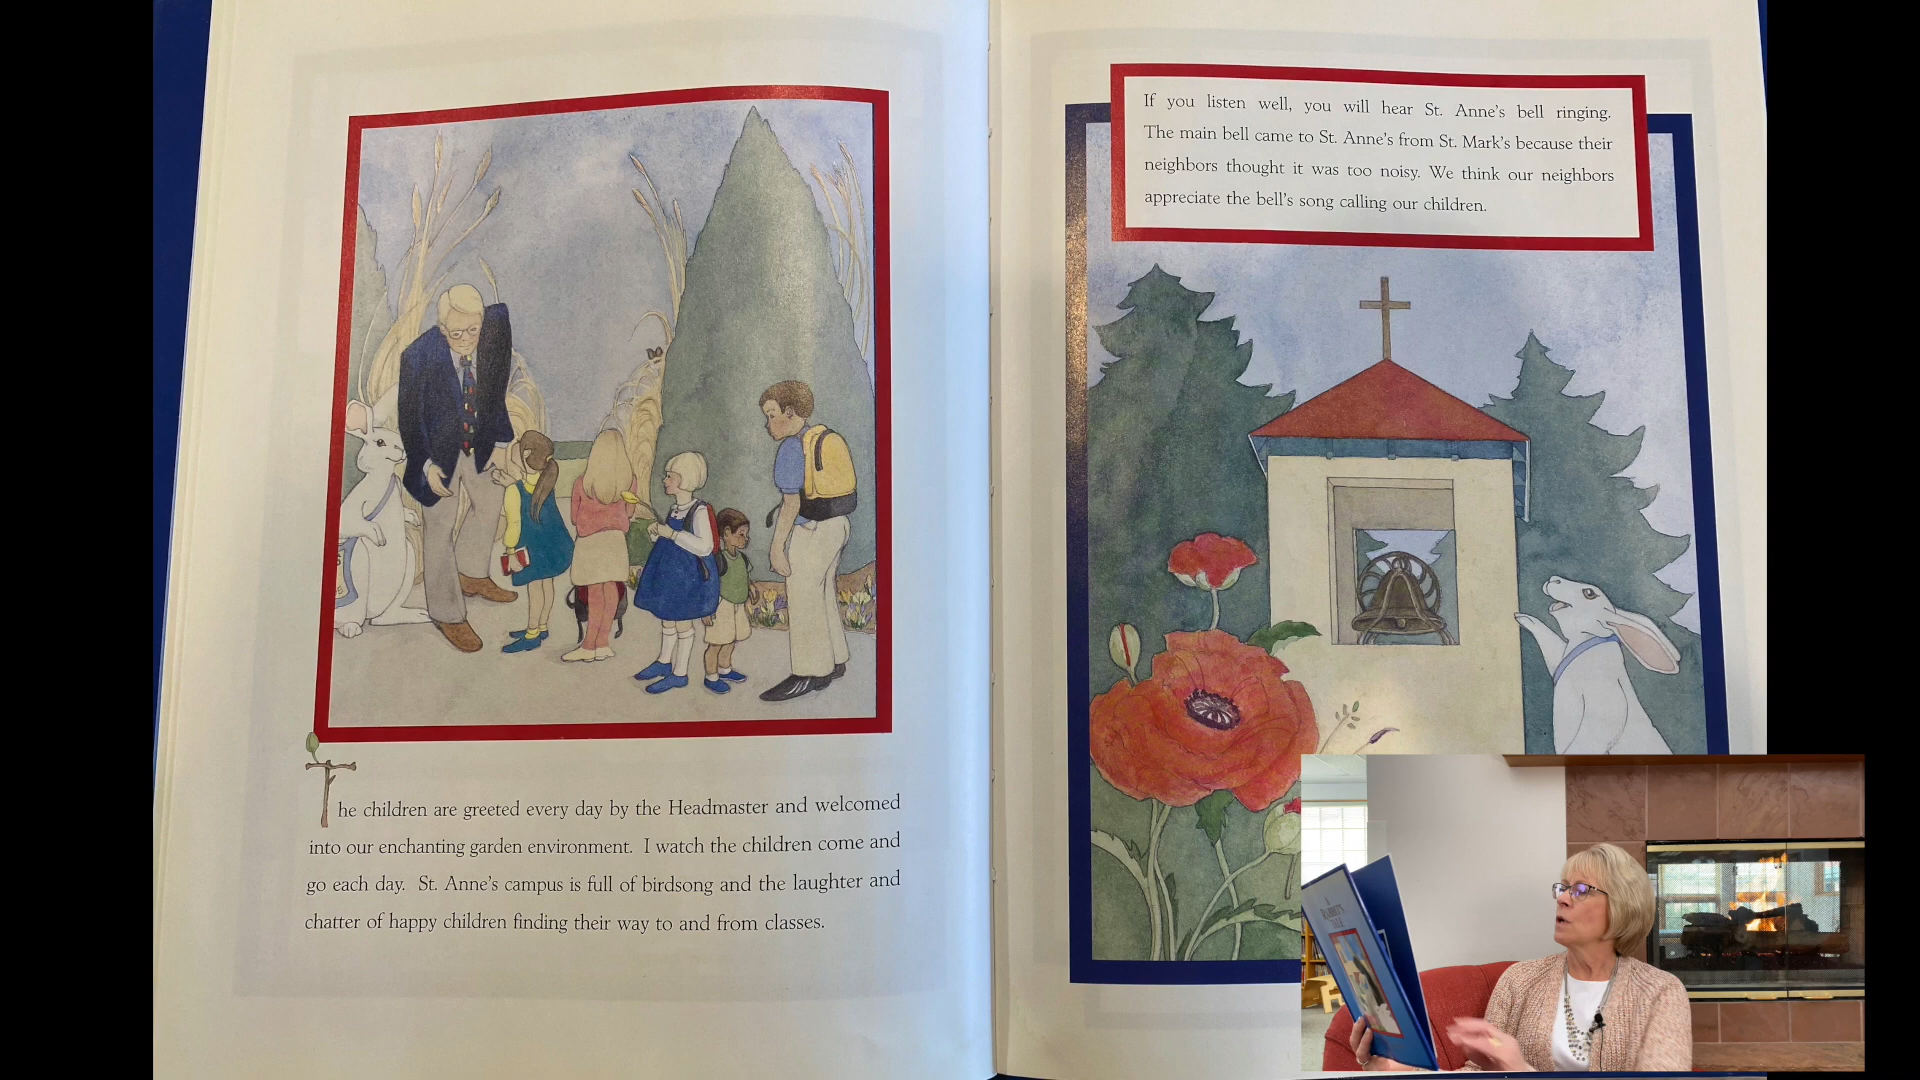 The children are greeted every day by the Headmaster and welcomed
into our enchanting garden environment. I watch the children come and
go each day. St. Anne's campus is full of birdsong and the laughter and
chatter of happy children finding their way to and from classes.
If you listen well, you will hear St. Anne's bell ringing.
The main bell came to St. Anne's from St. Mark's because their
neighbors thought it was too noisy. We think our neighbors
appreciate the bell's song calling our children.
A
RABBIT'S
TALE